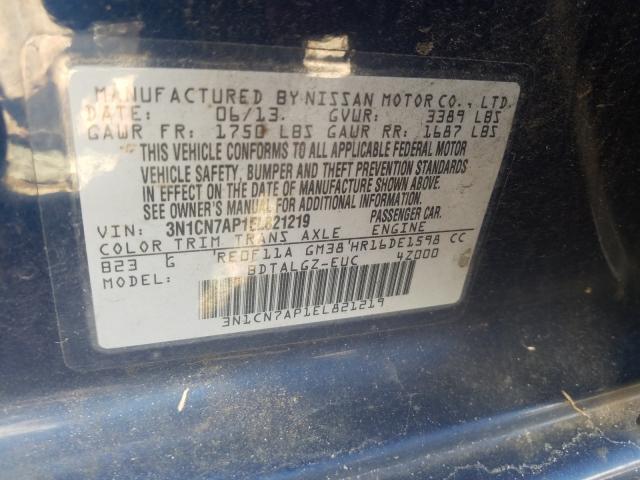 MANUFACTURED BY NISSAN MOTOR CO., LTD.
DATE: 06/13. GVWR: 3389 LBS
GAWR FR: 1750 LBS GAWR RR: 1687 LBS
THIS VEHICLE CONFORMS TO ALL APPLICABLE FEDERAL MOTOR
VEHICLE SAFETY, BUMPER AND THEFT PREVENTION STANDARDS
IN EFFECT ON THE DATE OF MANUFACTURE SHOWN ABOVE.
SEE OWNER'S MANUAL FOR ADDITIONAL INFORMATION.
VIN: 3N1CN7AP1EL821219 PASSENGER CAR.
COLOR TRIM TRANS AXLE ENGINE
B23 G RE0F11A GM38 HR16DE1598 CC
MODEL: BDTALGZ-EUC 4Z000
3N1CN7AP1EL821219